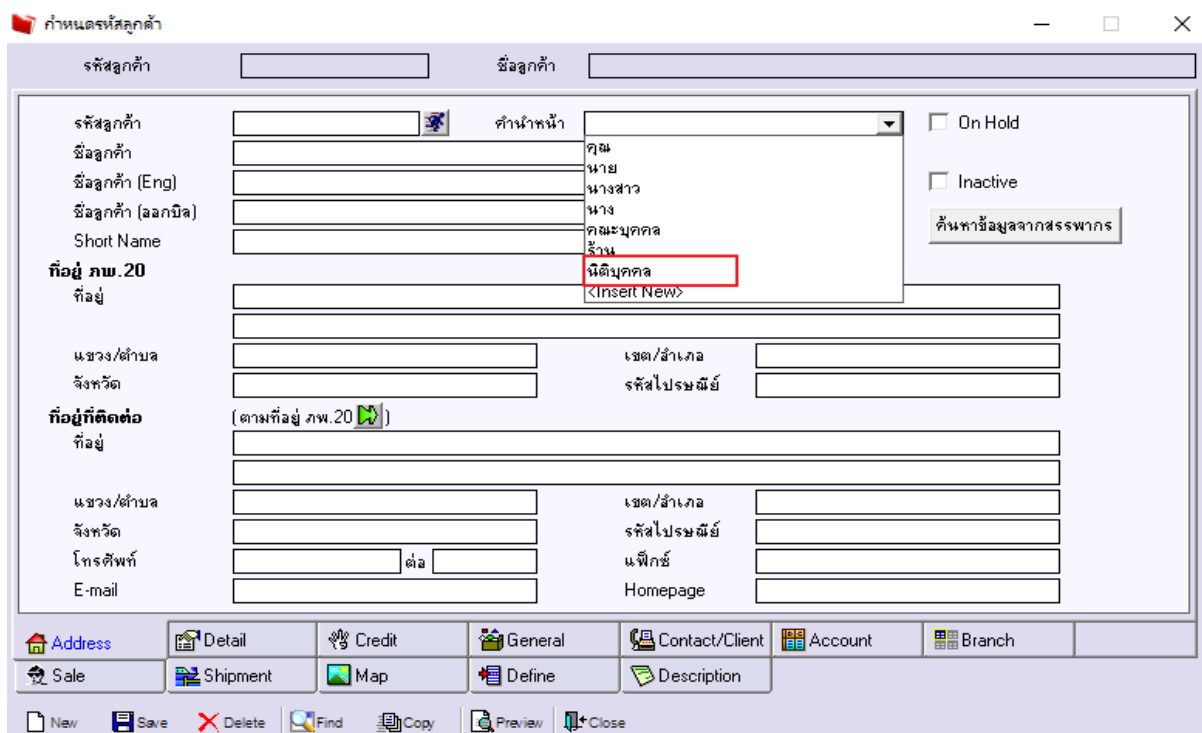 กำหนดรหัสลูกค้า
รหัสลูกค้า ชื่อลูกค้า
รหัสลูกค้า คำนำหน้า On Hold
ชื่อลูกค้า คุณ
นาย
ชื่อลูกค้า (Eng) นางสาว Inactive
ชื่อลูกค้า (ออกบิล) นาง
คณะบุคคล ค้นหาข้อมูลจากสรรพากร
Short Name ร้าน
ที่อยู่ ภพ.20 นิติบุคคล
ที่อยู่ <Insert New>
แขวง/ตำบล เขต/อำเภอ
จังหวัด รหัสไปรษณีย์
ที่อยู่ที่ติดต่อ (ตามที่อยู่ ภพ.20 )
ที่อยู่
แขวง/ตำบล เขต/อำเภอ
จังหวัด รหัสไปรษณีย์
โทรศัพท์ ต่อ แฟ็กซ์
E-mail Homepage
Address Detail Credit General Contact/Client Account Branch
Sale Shipment Map Define Description
New Save Delete Find Copy Preview Close